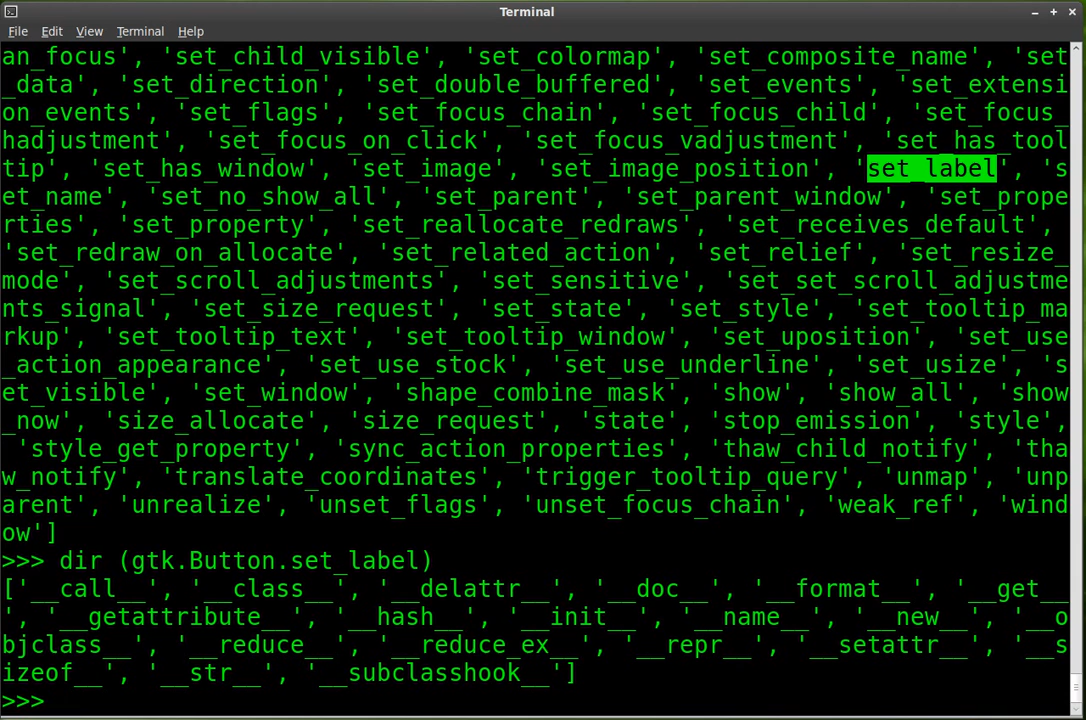 Terminal
File Edit View Terminal Help
an_focus', 'set_child_visible', 'set_colormap', 'set_composite_name', 'set
_data', 'set_direction', 'set_double_buffered', 'set_events', 'set_extensi
on_events', 'set_flags', 'set_focus_chain', 'set_focus_child', 'set_focus_
hadjustment', 'set_focus_on_click', 'set_focus_vadjustment', 'set_has_tool
tip', 'set_has_window', 'set_image', 'set_image_position', 'set_label', 's
et_name', 'set_no_show_all', 'set_parent', 'set_parent_window', 'set_prope
rties', 'set_property', 'set_reallocate_redraws', 'set_receives_default',
'set_redraw_on_allocate', 'set_related_action', 'set_relief', 'set_resize_
mode', 'set_scroll_adjustments', 'set_sensitive', 'set_set_scroll_adjustme
nts_signal', 'set_size_request', 'set_state', 'set_style', 'set_tooltip_ma
rkup', 'set_tooltip_text', 'set_tooltip_window', 'set_uposition', 'set_use
_action_appearance', 'set_use_stock', 'set_use_underline', 'set_usize', 's
et_visible', 'set_window', 'shape_combine_mask', 'show', 'show_all', 'show
_now', 'size_allocate', 'size_request', 'state', 'stop_emission', 'style',
'style_get_property', 'sync_action_properties', 'thaw_child_notify', 'tha
w_notify', 'translate_coordinates', 'trigger_tooltip_query', 'unmap', 'unp
arent', 'unrealize', 'unset_flags', 'unset_focus_chain', 'weak_ref', 'wind
ow']
>>> dir (gtk.Button.set_label)
['__call__', '__class__', '__delattr__', '__doc__', '__format__', '__get__
', '__getattribute__', '__hash__', '__init__', '__name__', '__new__', '__o
bjclass__', '__reduce__', '__reduce_ex__', '__repr__', '__setattr__', '__s
izeof__', '__str__', '__subclasshook__']
>>>